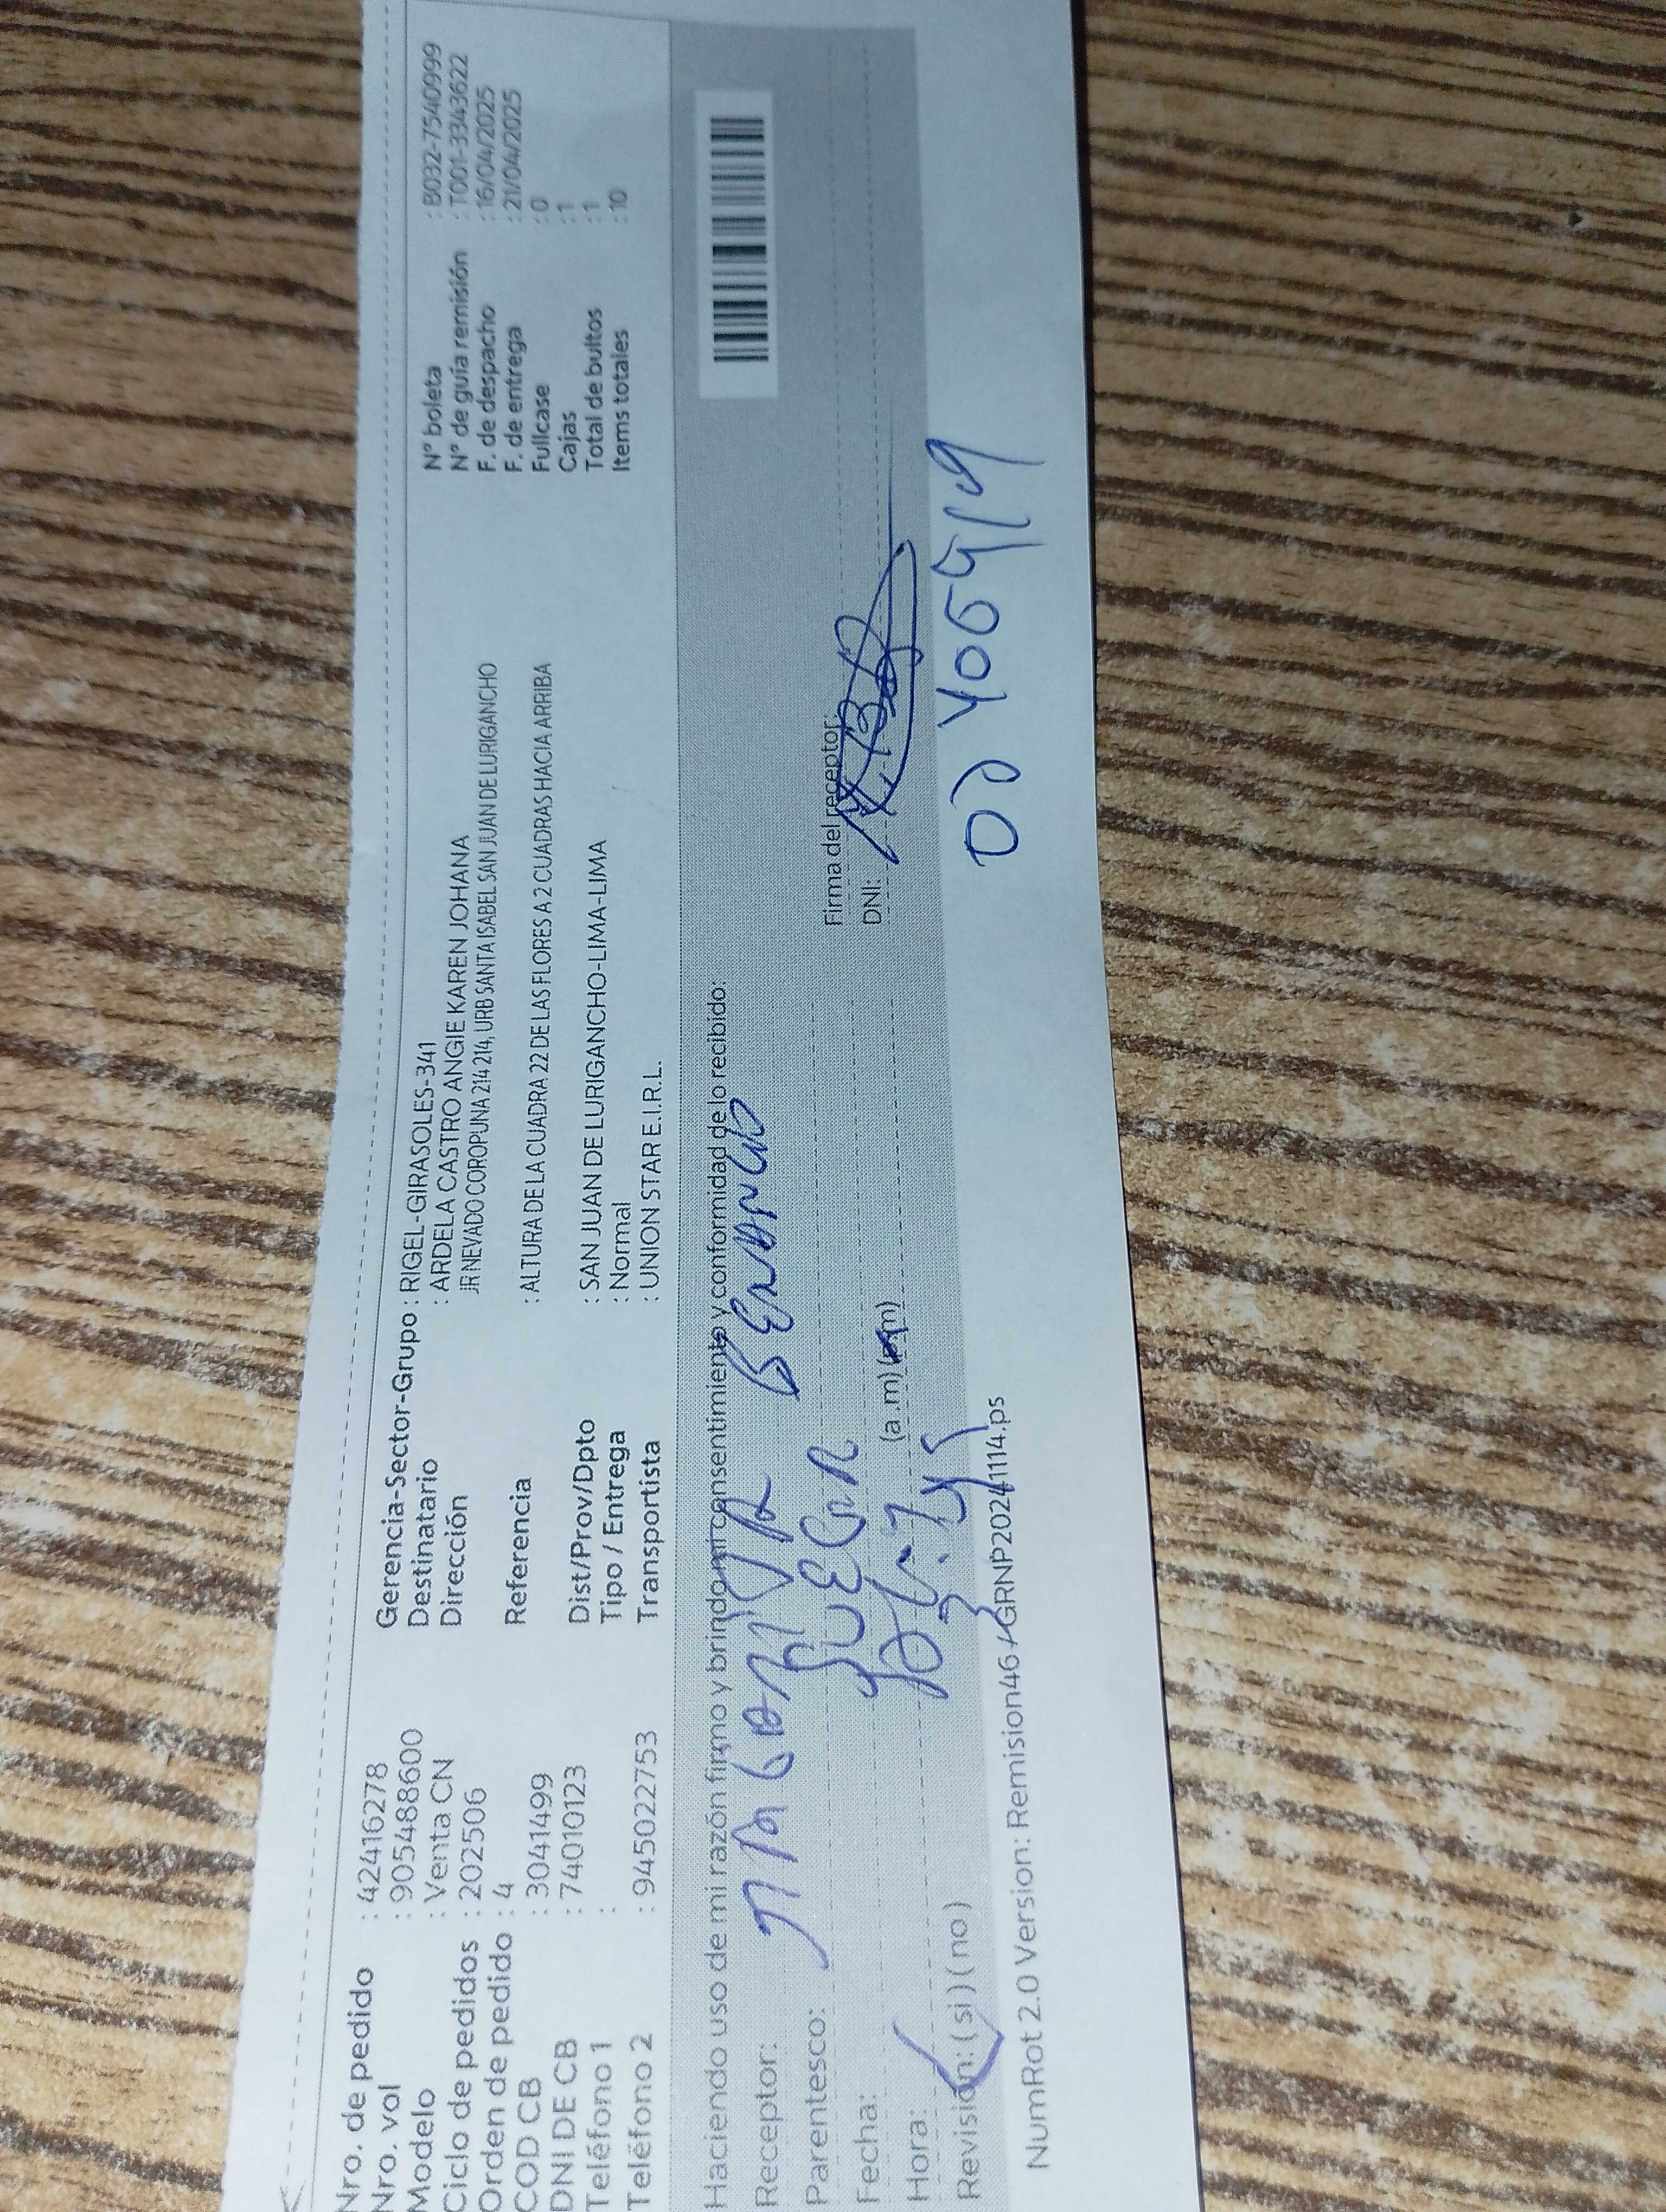 Nro. de pedido : 42416278
Nro. vol : 90548488600
Modelo : Venta CN
Ciclo de pedidos : 202506
Orden de pedido : 4
COD CB : 3041499
DNI DE CB : 74010123
Teléfono 1 :
Teléfono 2 : 945022753
Gerencia-Sector-Grupo : RIGEL-GIRASOLES-341
Destinatario : ARDELA CASTRO ANGIE KAREN JOHANA
Dirección JR NEVADO COROPUNA 214 214, URB SANTA ISABEL SAN JUAN DE LURIGANCHO
Referencia : ALTURA DE LA CUADRA 22 DE LAS FLORES A 2 CUADRAS HACIA ARRIBA
Dist/Prov/Dpto : SAN JUAN DE LURIGANCHO-LIMA-LIMA
Tipo / Entrega : Normal
Transportista : UNION STAR E.I.R.L.
N° boleta : B032-7540999
N° de guía remisión : T001-3343622
F. de despacho : 16/04/2025
F. de entrega : 21/04/2025
Fullcase : 0
Cajas : 1
Total de bultos : 1
Items totales : 10
Haciendo uso de mi razón firmo y brindo mi consentimiento y conformidad de lo recibido:
Receptor:
Parentesco: SUEGRA
Fecha:
Hora: (a .m) (p.m)
Revisión: ( si ) ( no )
Firma del receptor:
DNI:
NumRot 2.0 Version: Remision46 GRNP20241114.ps